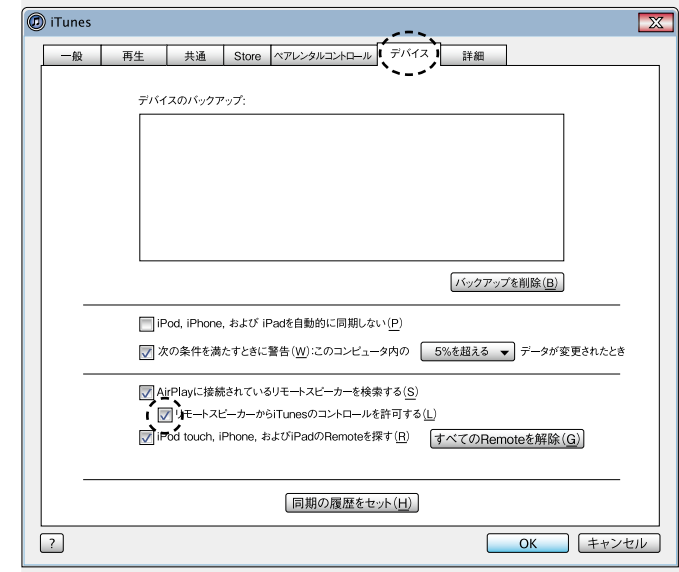 iTunes
一般 再生 共通 Store ペアレンタルコントロール デバイス 詳細
デバイスのバックアップ:
バックアップを削除(B)
iPod, iPhone, および iPadを自動的に同期しない(P)
次の条件を満たすときに警告(W):このコンピュータ内の 5%を超える データが変更されたとき
AirPlayに接続されているリモートスピーカーを検索する(S)
リモートスピーカーからiTunesのコントロールを許可する(L)
iPod touch, iPhone, およびiPadのRemoteを探す(R) すべてのRemoteを解除(G)
同期の履歴をセット(H)
? OK キャンセル